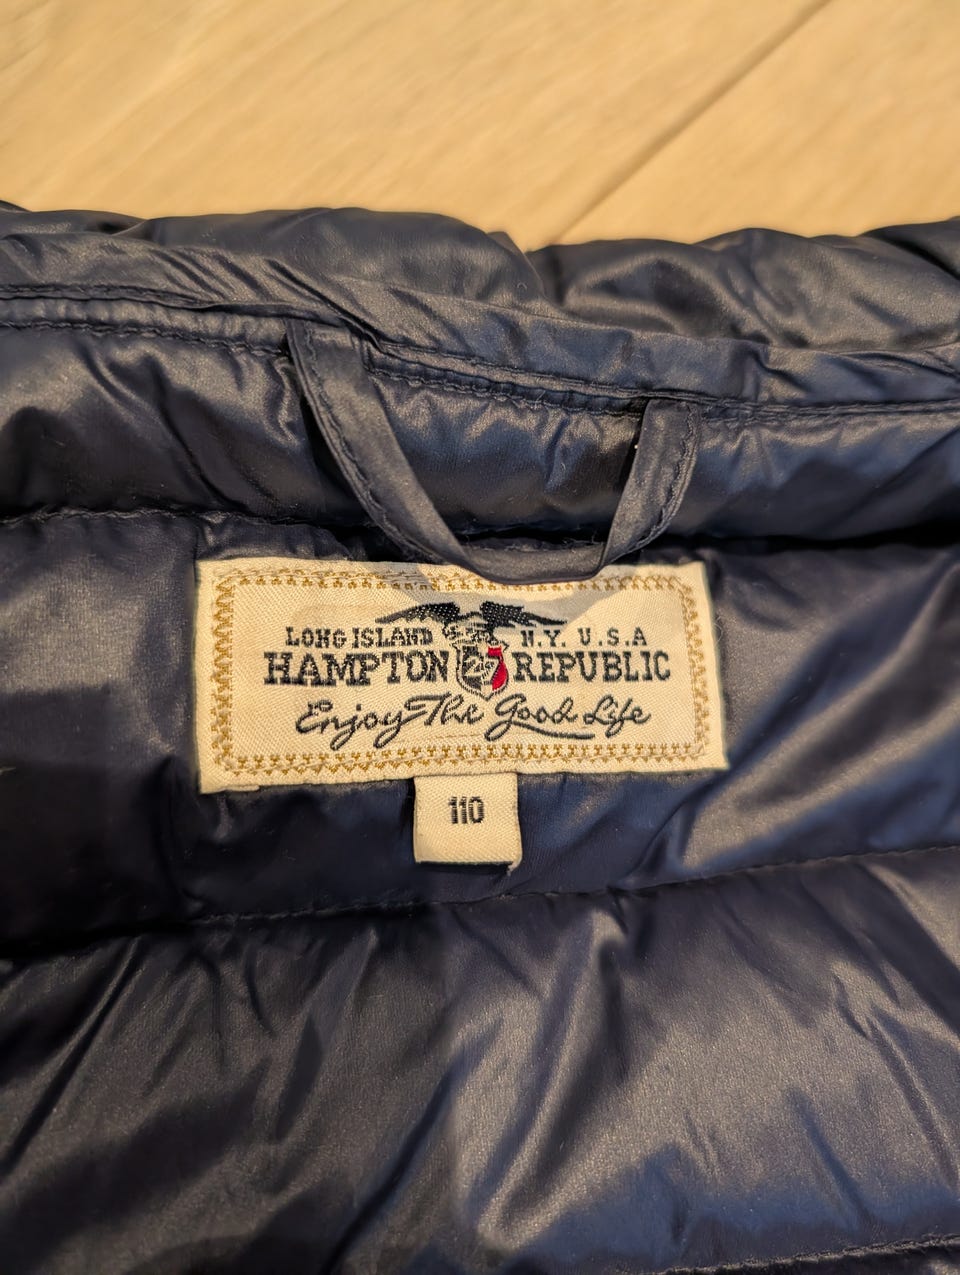 LONG ISLAND N.Y. U.S.A
HAMPTON 27 REPUBLIC
Enjoy The Good Life
110